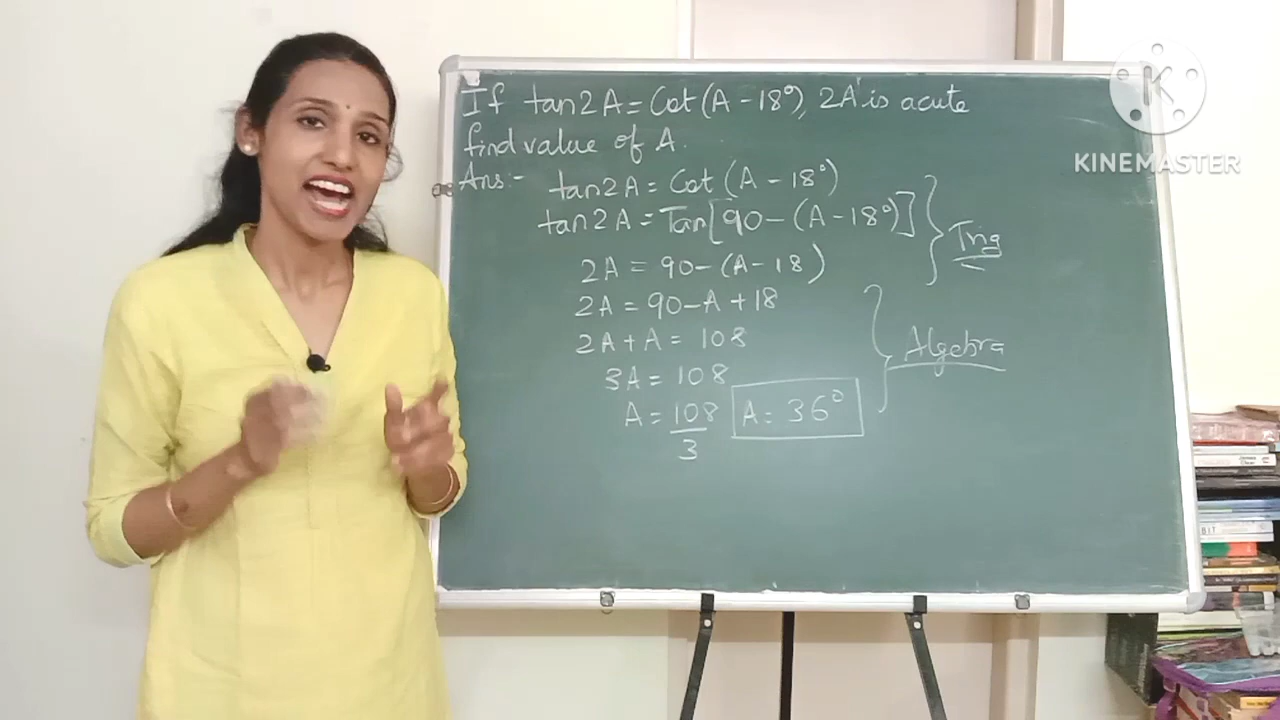 If tan2A = Cot(A - 18°), 2A is acute
find value of A.
Ans:- tan2A = Cot(A - 18°)
tan2A = Tan[90 - (A - 18°)]
2A = 90 - (A - 18)
2A = 90 - A + 18
2A + A = 108
3A = 108
A = 108/3
A = 36°
Trig
Algebra
K
KINEMASTER